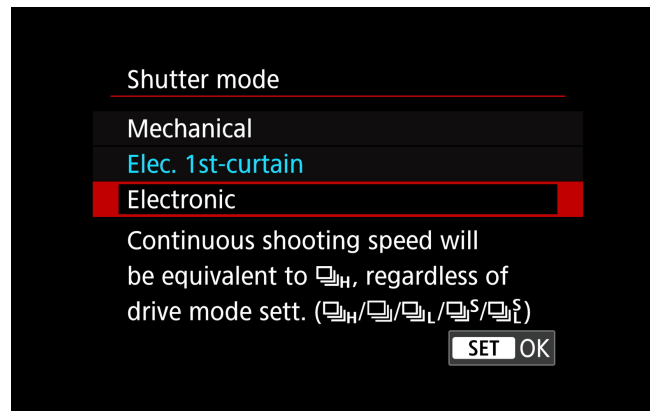 Shutter mode
Mechanical
Elec. 1st-curtain
Electronic
Continuous shooting speed will
be equivalent to H, regardless of
drive mode sett. (H/ / L/ S/ SL)
SET OK